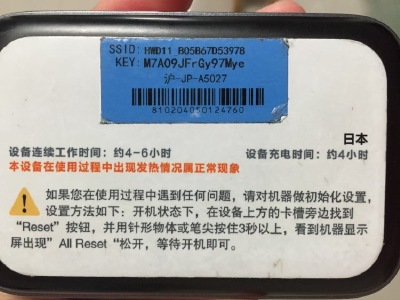 SSID: HWD11 B05B67D53978
KEY: M7A09JFrGy97Mye
沪-JP-A5027
810204050124760
日本
设备连续工作时间：约4-6小时 设备充电时间：约4小时
本设备在使用过程中出现发热情况属正常现象
如果您在使用过程中遇到任何问题，请对机器做初始化设置，
设置方法如下：开机状态下，在设备上方的卡槽旁边找到
“Reset”按钮，并用针形物体或笔尖按住3秒以上，看到机器显示
屏出现” All Reset “松开，等待开机即可。